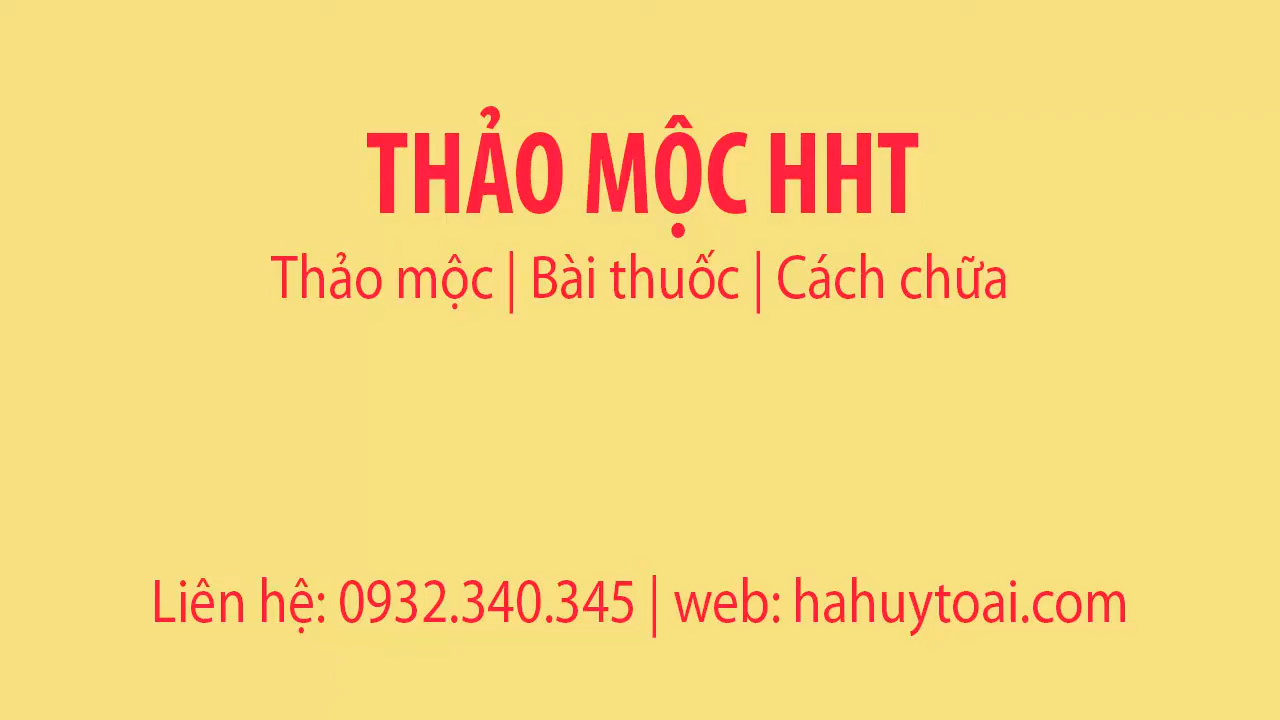 THẢO MỘC HHT
Thảo mộc | Bài thuốc | Cách chữa
Liên hệ: 0932.340.345 | web: hahuytoai.com